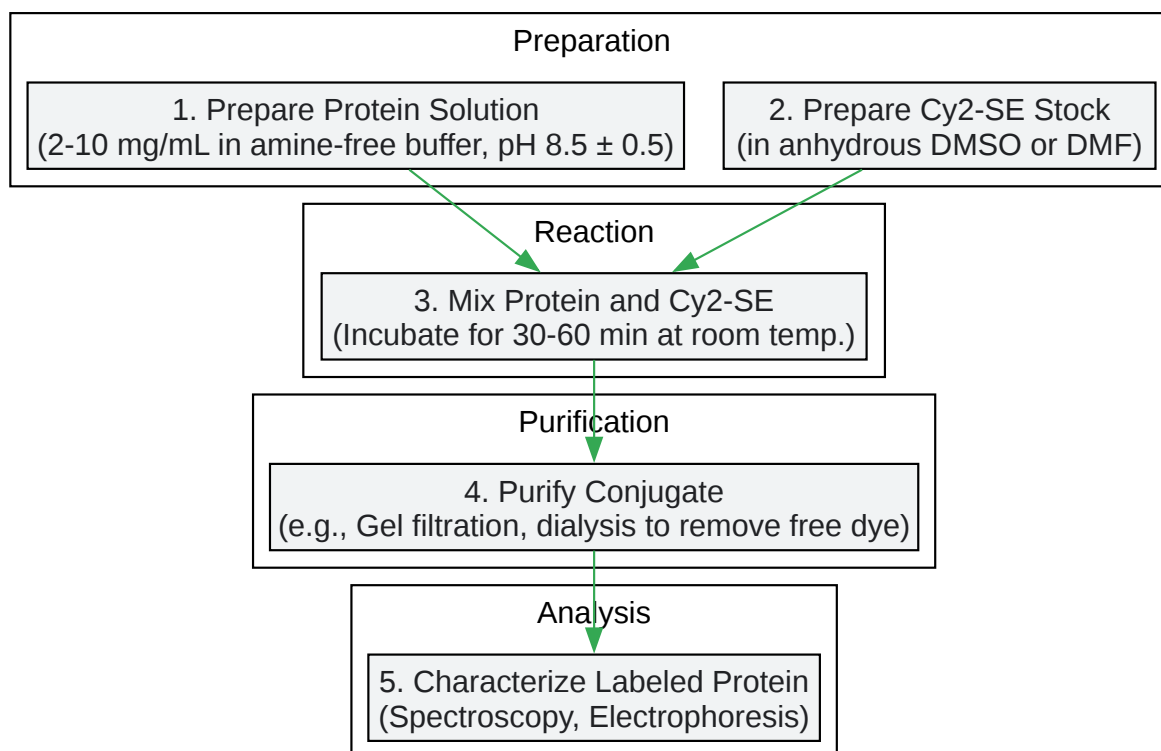 Preparation
1. Prepare Protein Solution
(2-10 mg/mL in amine-free buffer, pH 8.5 ± 0.5)
2. Prepare Cy2-SE Stock
(in anhydrous DMSO or DMF)
Reaction
3. Mix Protein and Cy2-SE
(Incubate for 30-60 min at room temp.)
Purification
4. Purify Conjugate
(e.g., Gel filtration, dialysis to remove free dye)
Analysis
5. Characterize Labeled Protein
(Spectroscopy, Electrophoresis)